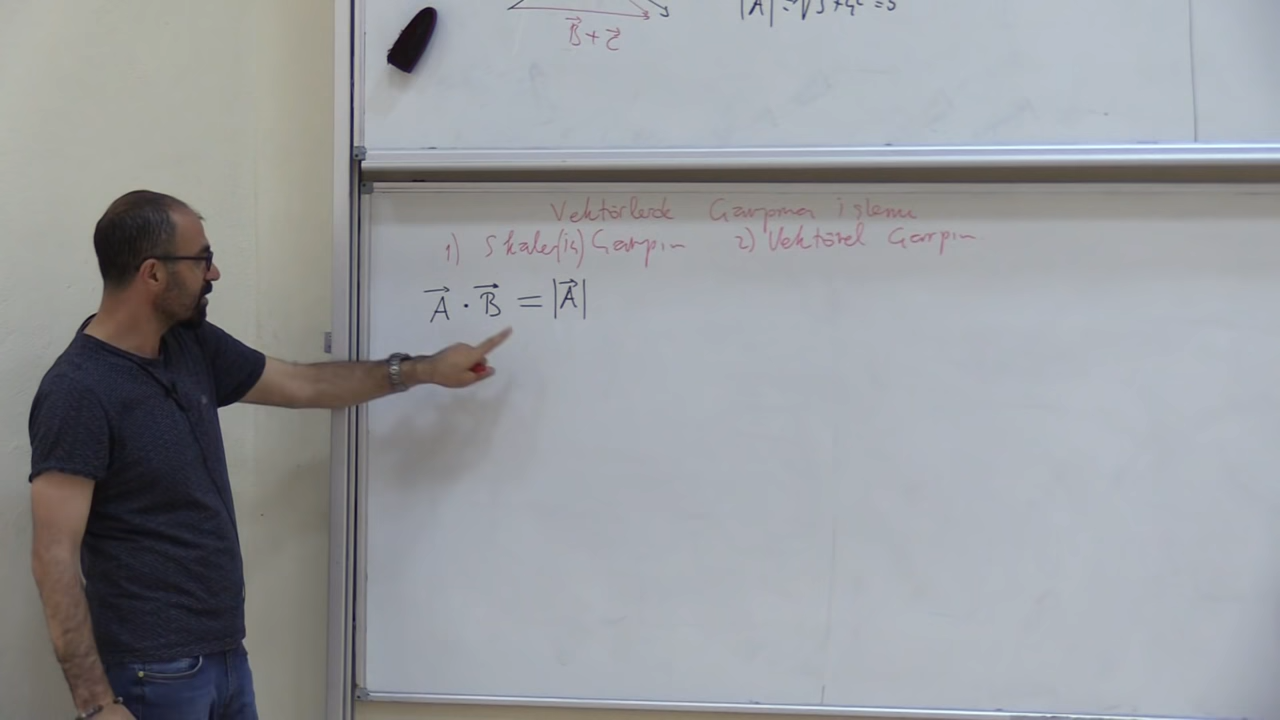 B⃗+C⃗
|A⃗|=√3²+4² =5
Vektörlerde Çarpma işlemi
1) Skaler(iç) Çarpım 2) Vektörel Çarpım
A⃗ · B⃗ = |A⃗|